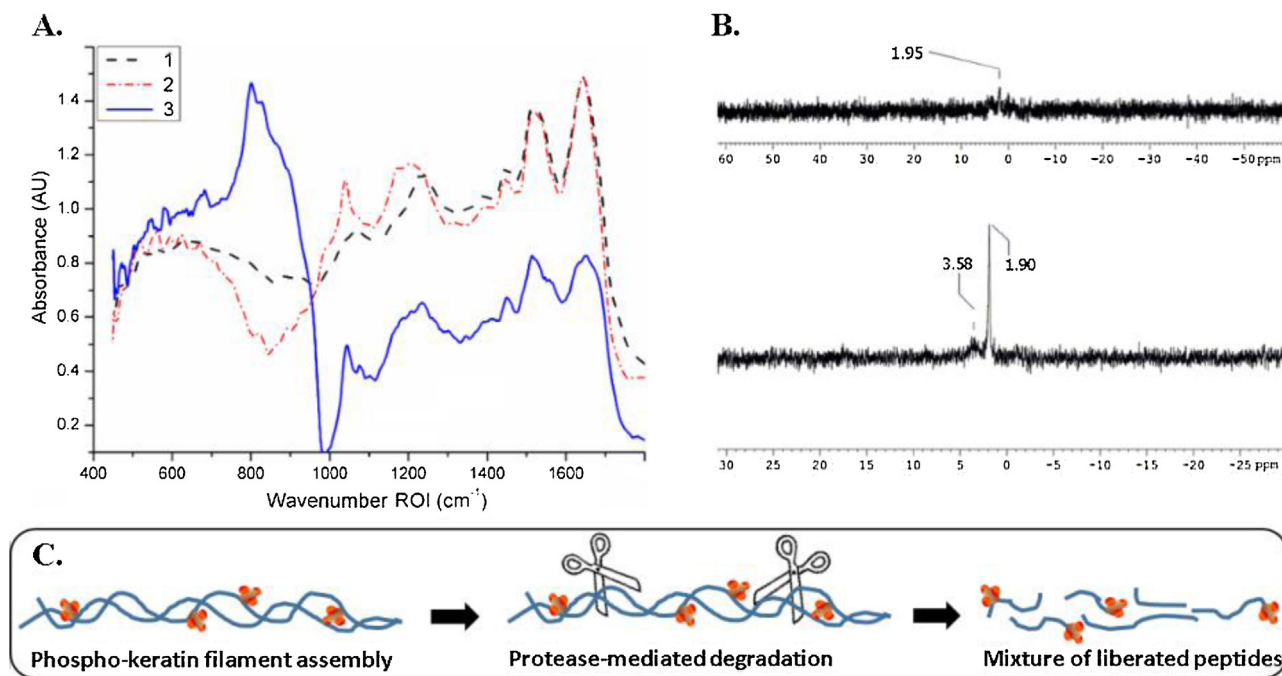 A.
1
2
3
1.4
1.2
1.0
0.8
0.6
0.4
0.2
Absorbance (AU)
400 600 800 1000 1200 1400 1600
Wavenumber ROI (cm⁻¹)
B.
1.95
60 50 40 30 20 10 0 -10 -20 -30 -40 -50 ppm
3.58
1.90
30 25 20 15 10 5 0 -5 -10 -15 -20 -25 ppm
C.
Phospho-keratin filament assembly
Protease-mediated degradation
Mixture of liberated peptides